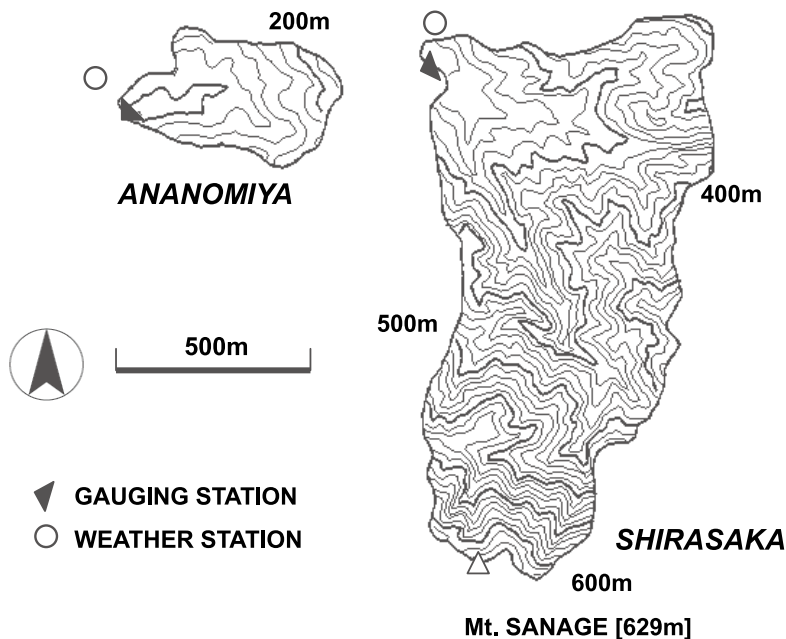 200m
ANANOMIYA
400m
500m
500m
GAUGING STATION
WEATHER STATION
SHIRASAKA
600m
Mt. SANAGE [629m]